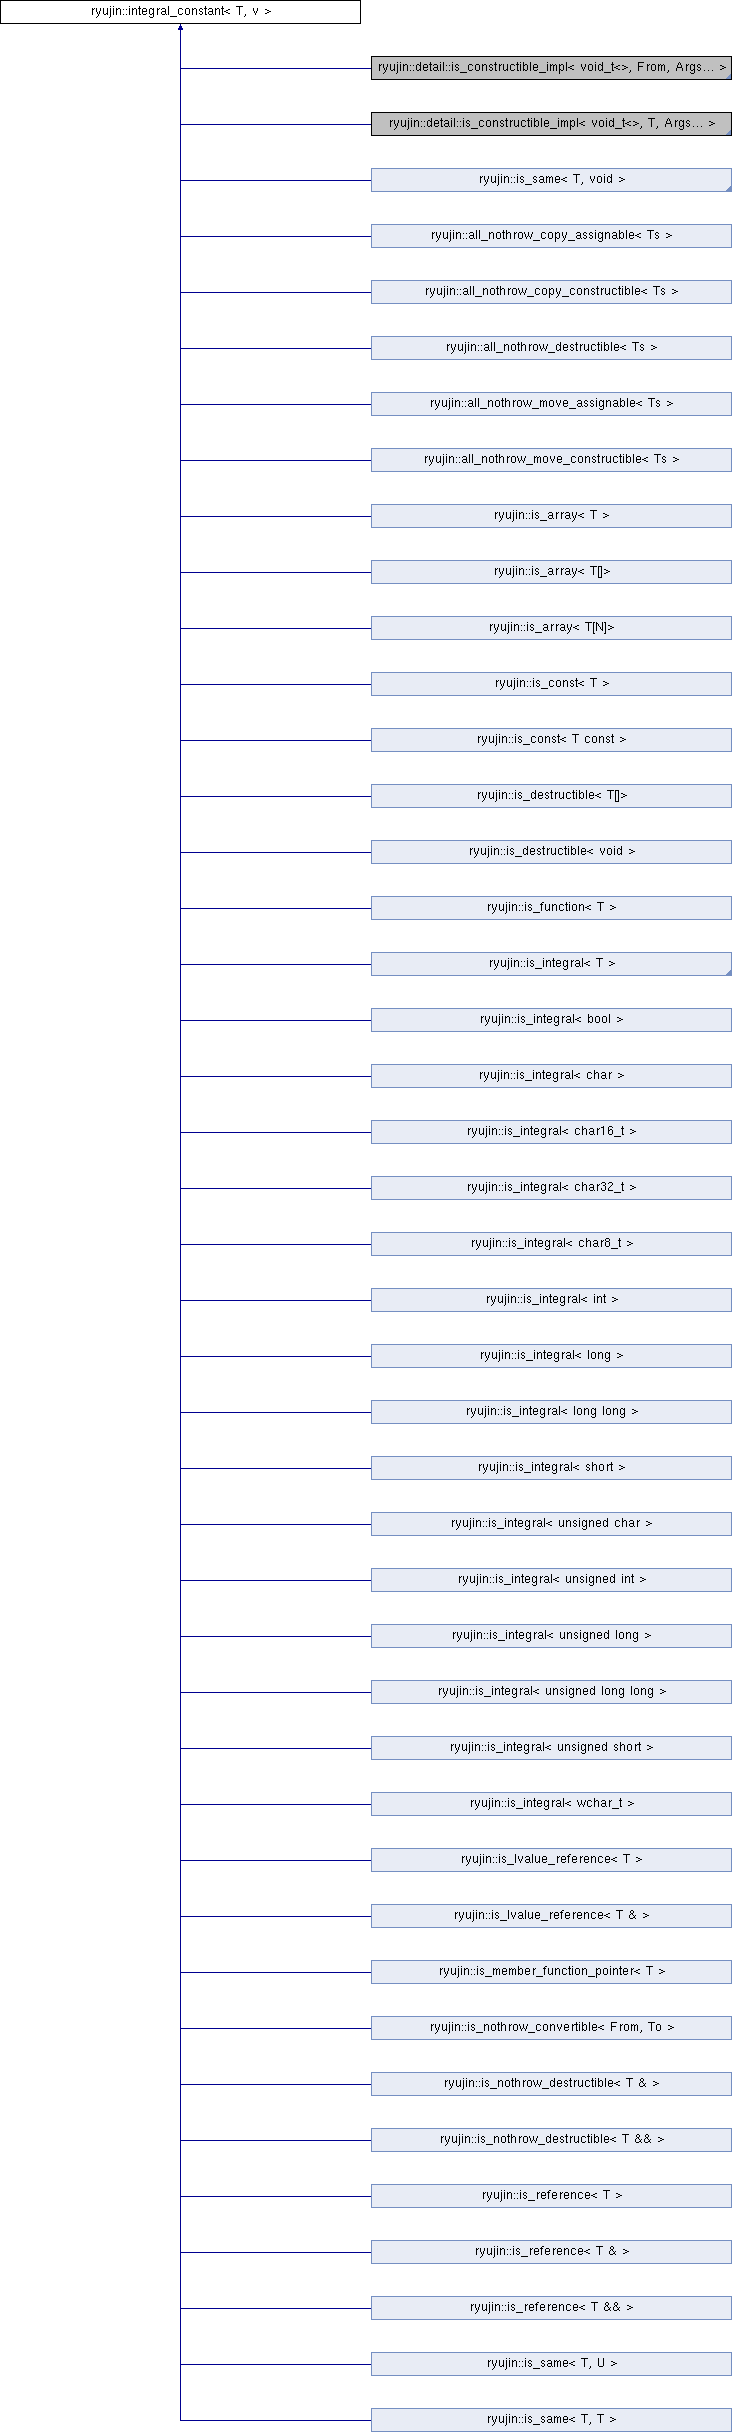 ryujin::integral_constant< T, v >
ryujin::detail::is_constructible_impl< void_t<>, From, Args... >
ryujin::detail::is_constructible_impl< void_t<>, T, Args... >
ryujin::is_same< T, void >
ryujin::all_nothrow_copy_assignable< Ts >
ryujin::all_nothrow_copy_constructible< Ts >
ryujin::all_nothrow_destructible< Ts >
ryujin::all_nothrow_move_assignable< Ts >
ryujin::all_nothrow_move_constructible< Ts >
ryujin::is_array< T >
ryujin::is_array< T[]>
ryujin::is_array< T[N]>
ryujin::is_const< T >
ryujin::is_const< T const >
ryujin::is_destructible< T[]>
ryujin::is_destructible< void >
ryujin::is_function< T >
ryujin::is_integral< T >
ryujin::is_integral< bool >
ryujin::is_integral< char >
ryujin::is_integral< char16_t >
ryujin::is_integral< char32_t >
ryujin::is_integral< char8_t >
ryujin::is_integral< int >
ryujin::is_integral< long >
ryujin::is_integral< long long >
ryujin::is_integral< short >
ryujin::is_integral< unsigned char >
ryujin::is_integral< unsigned int >
ryujin::is_integral< unsigned long >
ryujin::is_integral< unsigned long long >
ryujin::is_integral< unsigned short >
ryujin::is_integral< wchar_t >
ryujin::is_lvalue_reference< T >
ryujin::is_lvalue_reference< T & >
ryujin::is_member_function_pointer< T >
ryujin::is_nothrow_convertible< From, To >
ryujin::is_nothrow_destructible< T & >
ryujin::is_nothrow_destructible< T && >
ryujin::is_reference< T >
ryujin::is_reference< T & >
ryujin::is_reference< T && >
ryujin::is_same< T, U >
ryujin::is_same< T, T >